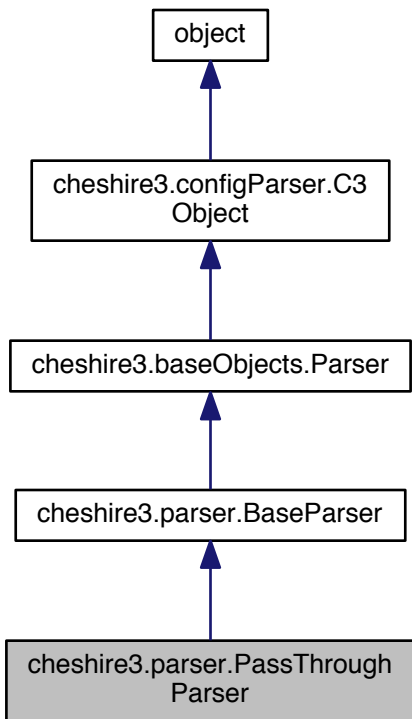 object
cheshire3.configParser.C3
Object
cheshire3.baseObjects.Parser
cheshire3.parser.BaseParser
cheshire3.parser.PassThrough
Parser